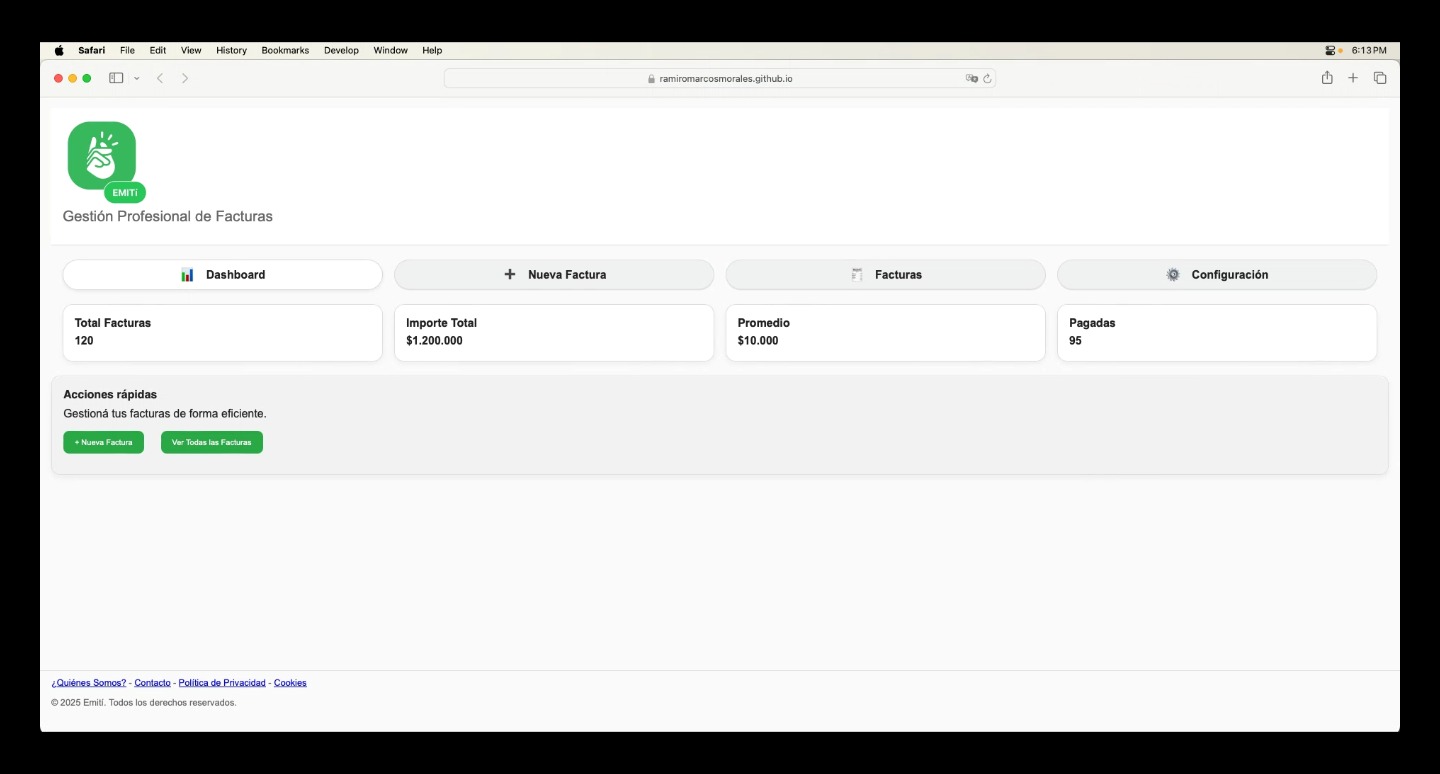 Safari File Edit View History Bookmarks Develop Window Help 6:13 PM
ramiromarcosmorales.github.io
EMITí
Gestión Profesional de Facturas
Dashboard Nueva Factura Facturas Configuración
Total Facturas Importe Total Promedio Pagadas
120 $1.200.000 $10.000 95
Acciones rápidas
Gestioná tus facturas de forma eficiente.
+ Nueva Factura Ver Todas las Facturas
¿Quiénes Somos? - Contacto - Política de Privacidad - Cookies
© 2025 Emití. Todos los derechos reservados.